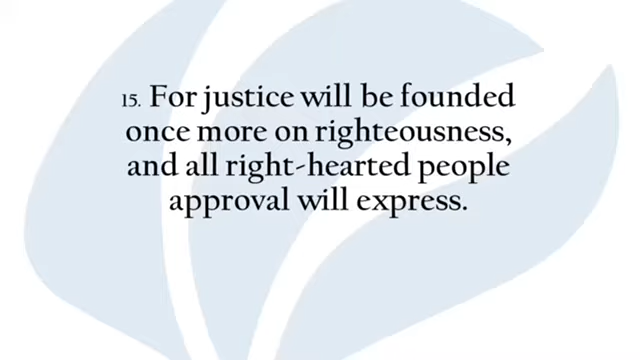 15. For justice will be founded
once more on righteousness,
and all right-hearted people
approval will express.